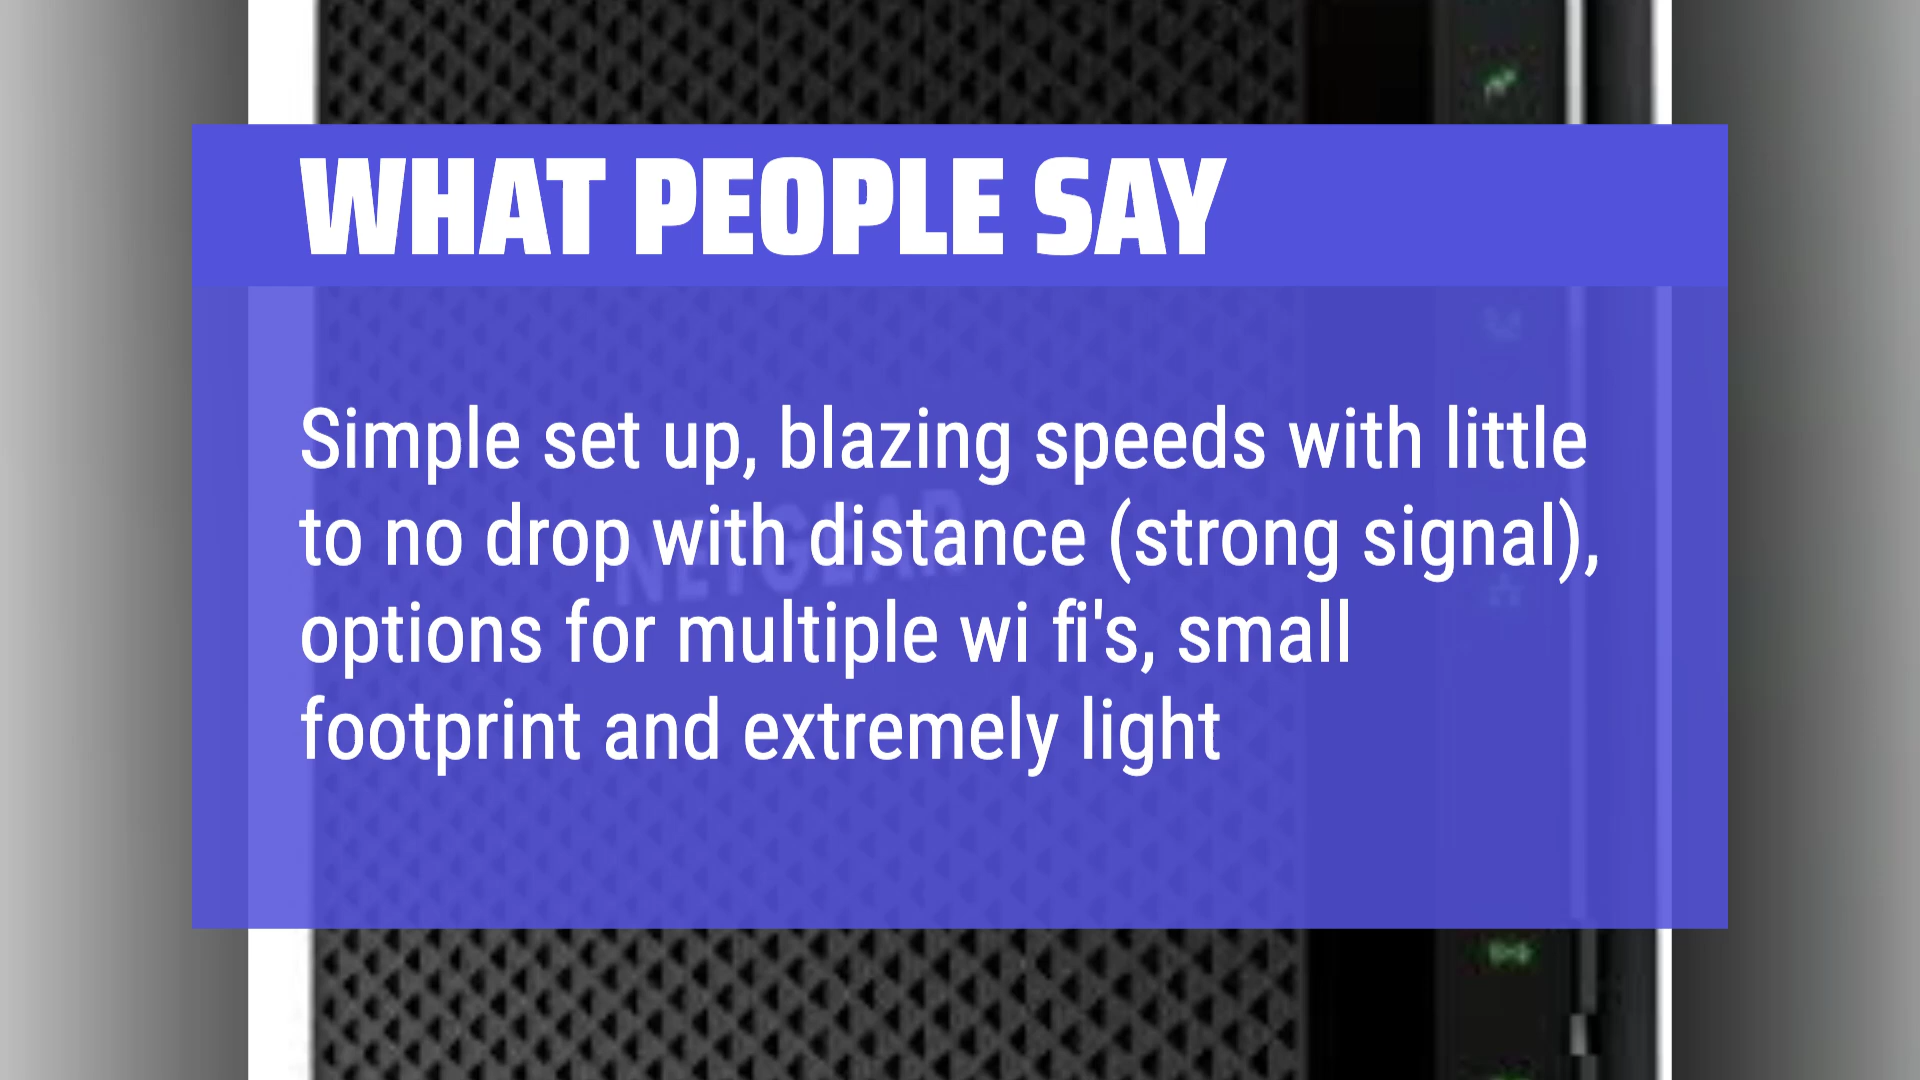 WHAT PEOPLE SAY
Simple set up, blazing speeds with little
to no drop with distance (strong signal),
NETGEAR
options for multiple wi fi's, small
footprint and extremely light